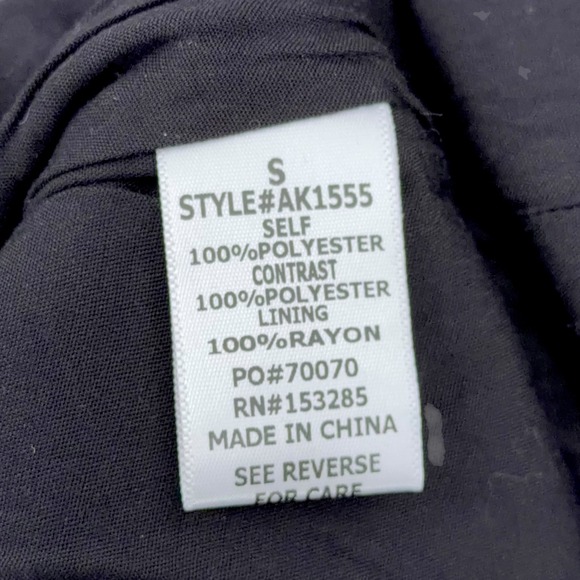 S
STYLE#AK1555
SELF
100%POLYESTER
CONTRAST
100%POLYESTER
LINING
100%RAYON
PO#70070
RN#153285
MADE IN CHINA
SEE REVERSE
FOR CARE